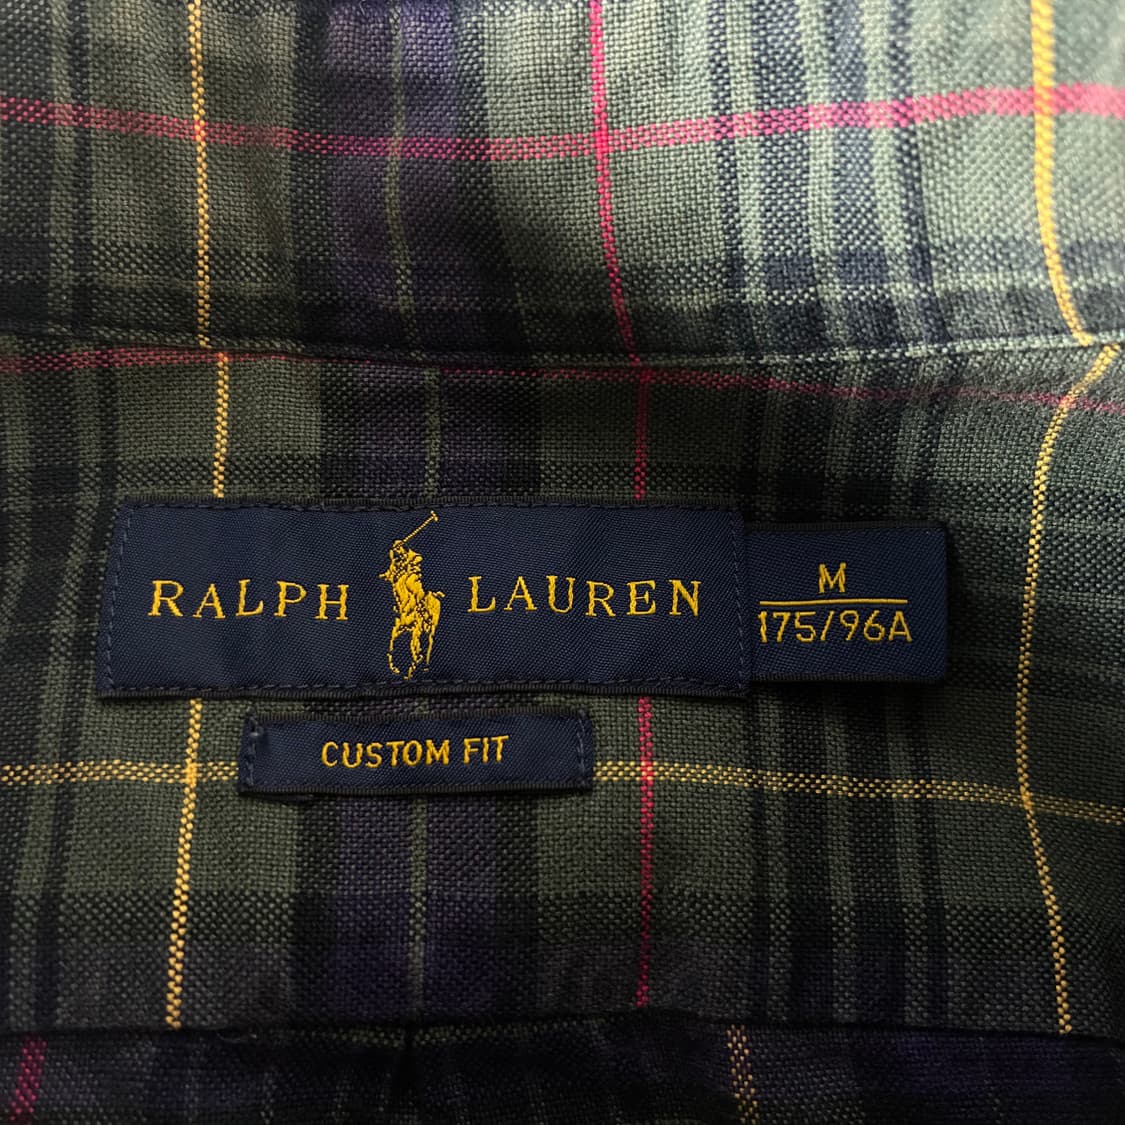 RALPH LAUREN
M
175/96A
CUSTOM FIT